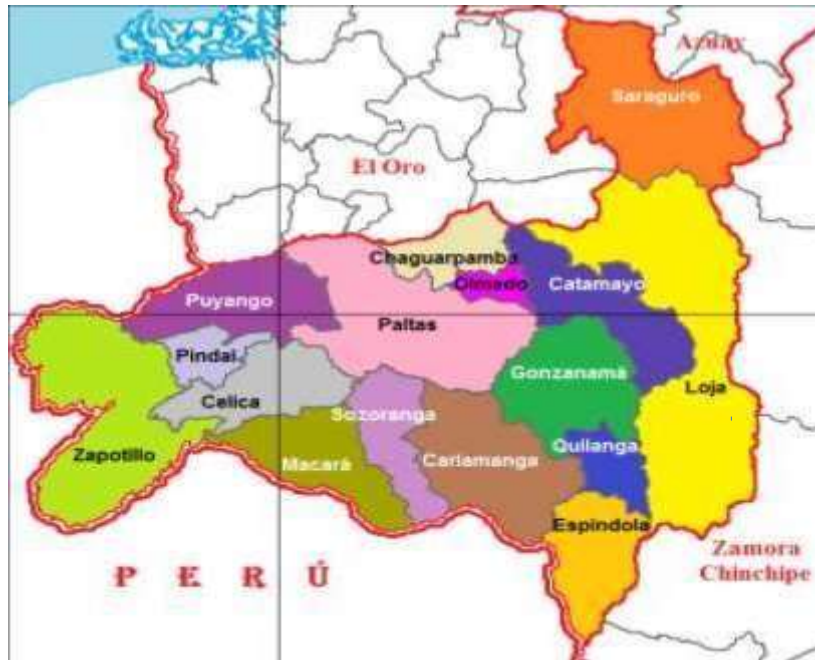 Azuay
Saraguro
El Oro
Chaguarpamba
Olmedo
Catamayo
Puyango
Paltas
Pindal
Gonzanamá
Loja
Celica
Sozoranga
Zapotillo
Macará
Cariamanga
Quilanga
Espindola
Zamora
Chinchipe
P E R Ú